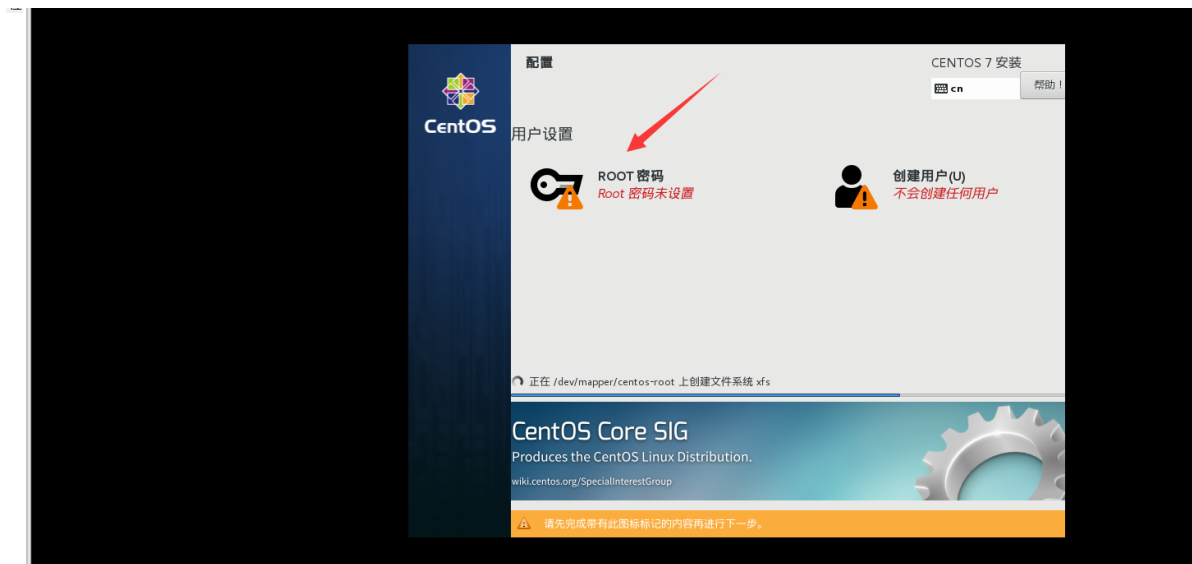 配置
CENTOS 7 安装
cn
帮助！
CentOS
用户设置
ROOT 密码
Root 密码未设置
创建用户(U)
不会创建任何用户
正在 /dev/mapper/centos-root 上创建文件系统 xfs
CentOS Core SIG
Produces the CentOS Linux Distribution.
wiki.centos.org/SpecialInterestGroup
请先完成带有此图标标记的内容再进行下一步。